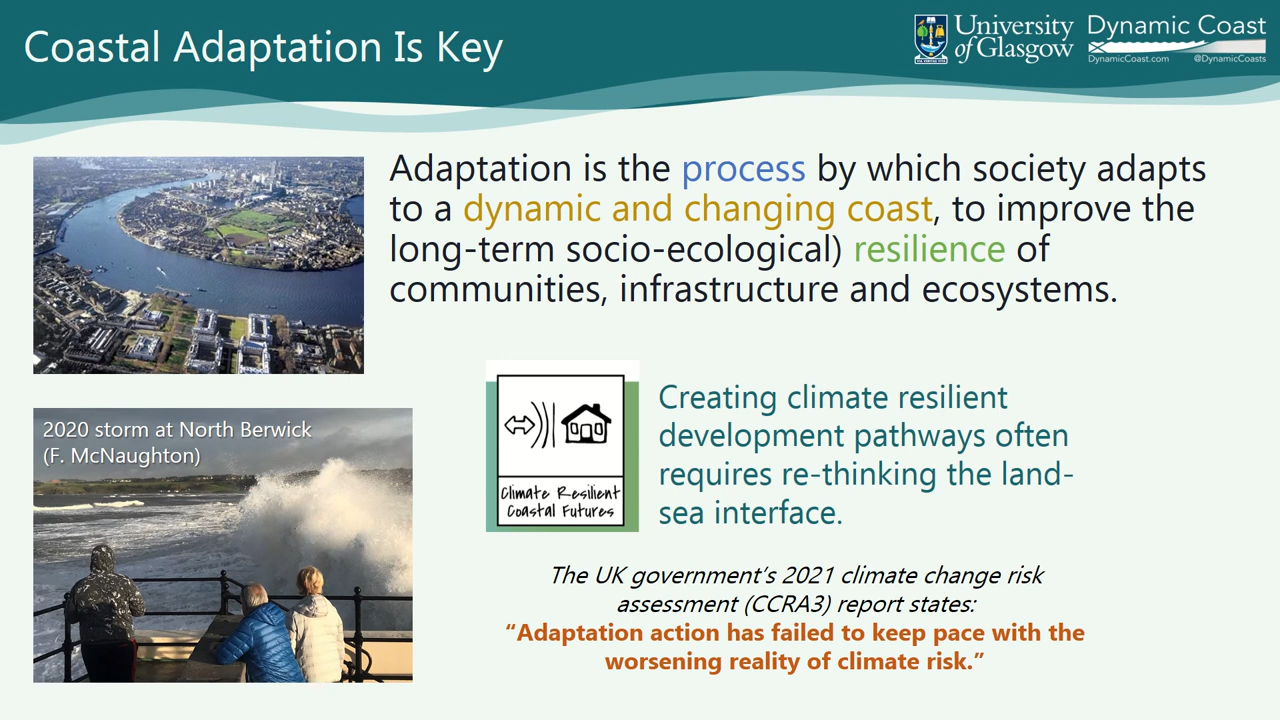 Coastal Adaptation Is Key
University
of Glasgow
Dynamic Coast
DynamicCoast.com @DynamicCoasts
Adaptation is the process by which society adapts
to a dynamic and changing coast, to improve the
long-term socio-ecological) resilience of
communities, infrastructure and ecosystems.
2020 storm at North Berwick
(F. McNaughton)
Climate Resilient
Coastal Futures
Creating climate resilient
development pathways often
requires re-thinking the land-
sea interface.
The UK government's 2021 climate change risk
assessment (CCRA3) report states:
“Adaptation action has failed to keep pace with the
worsening reality of climate risk.”